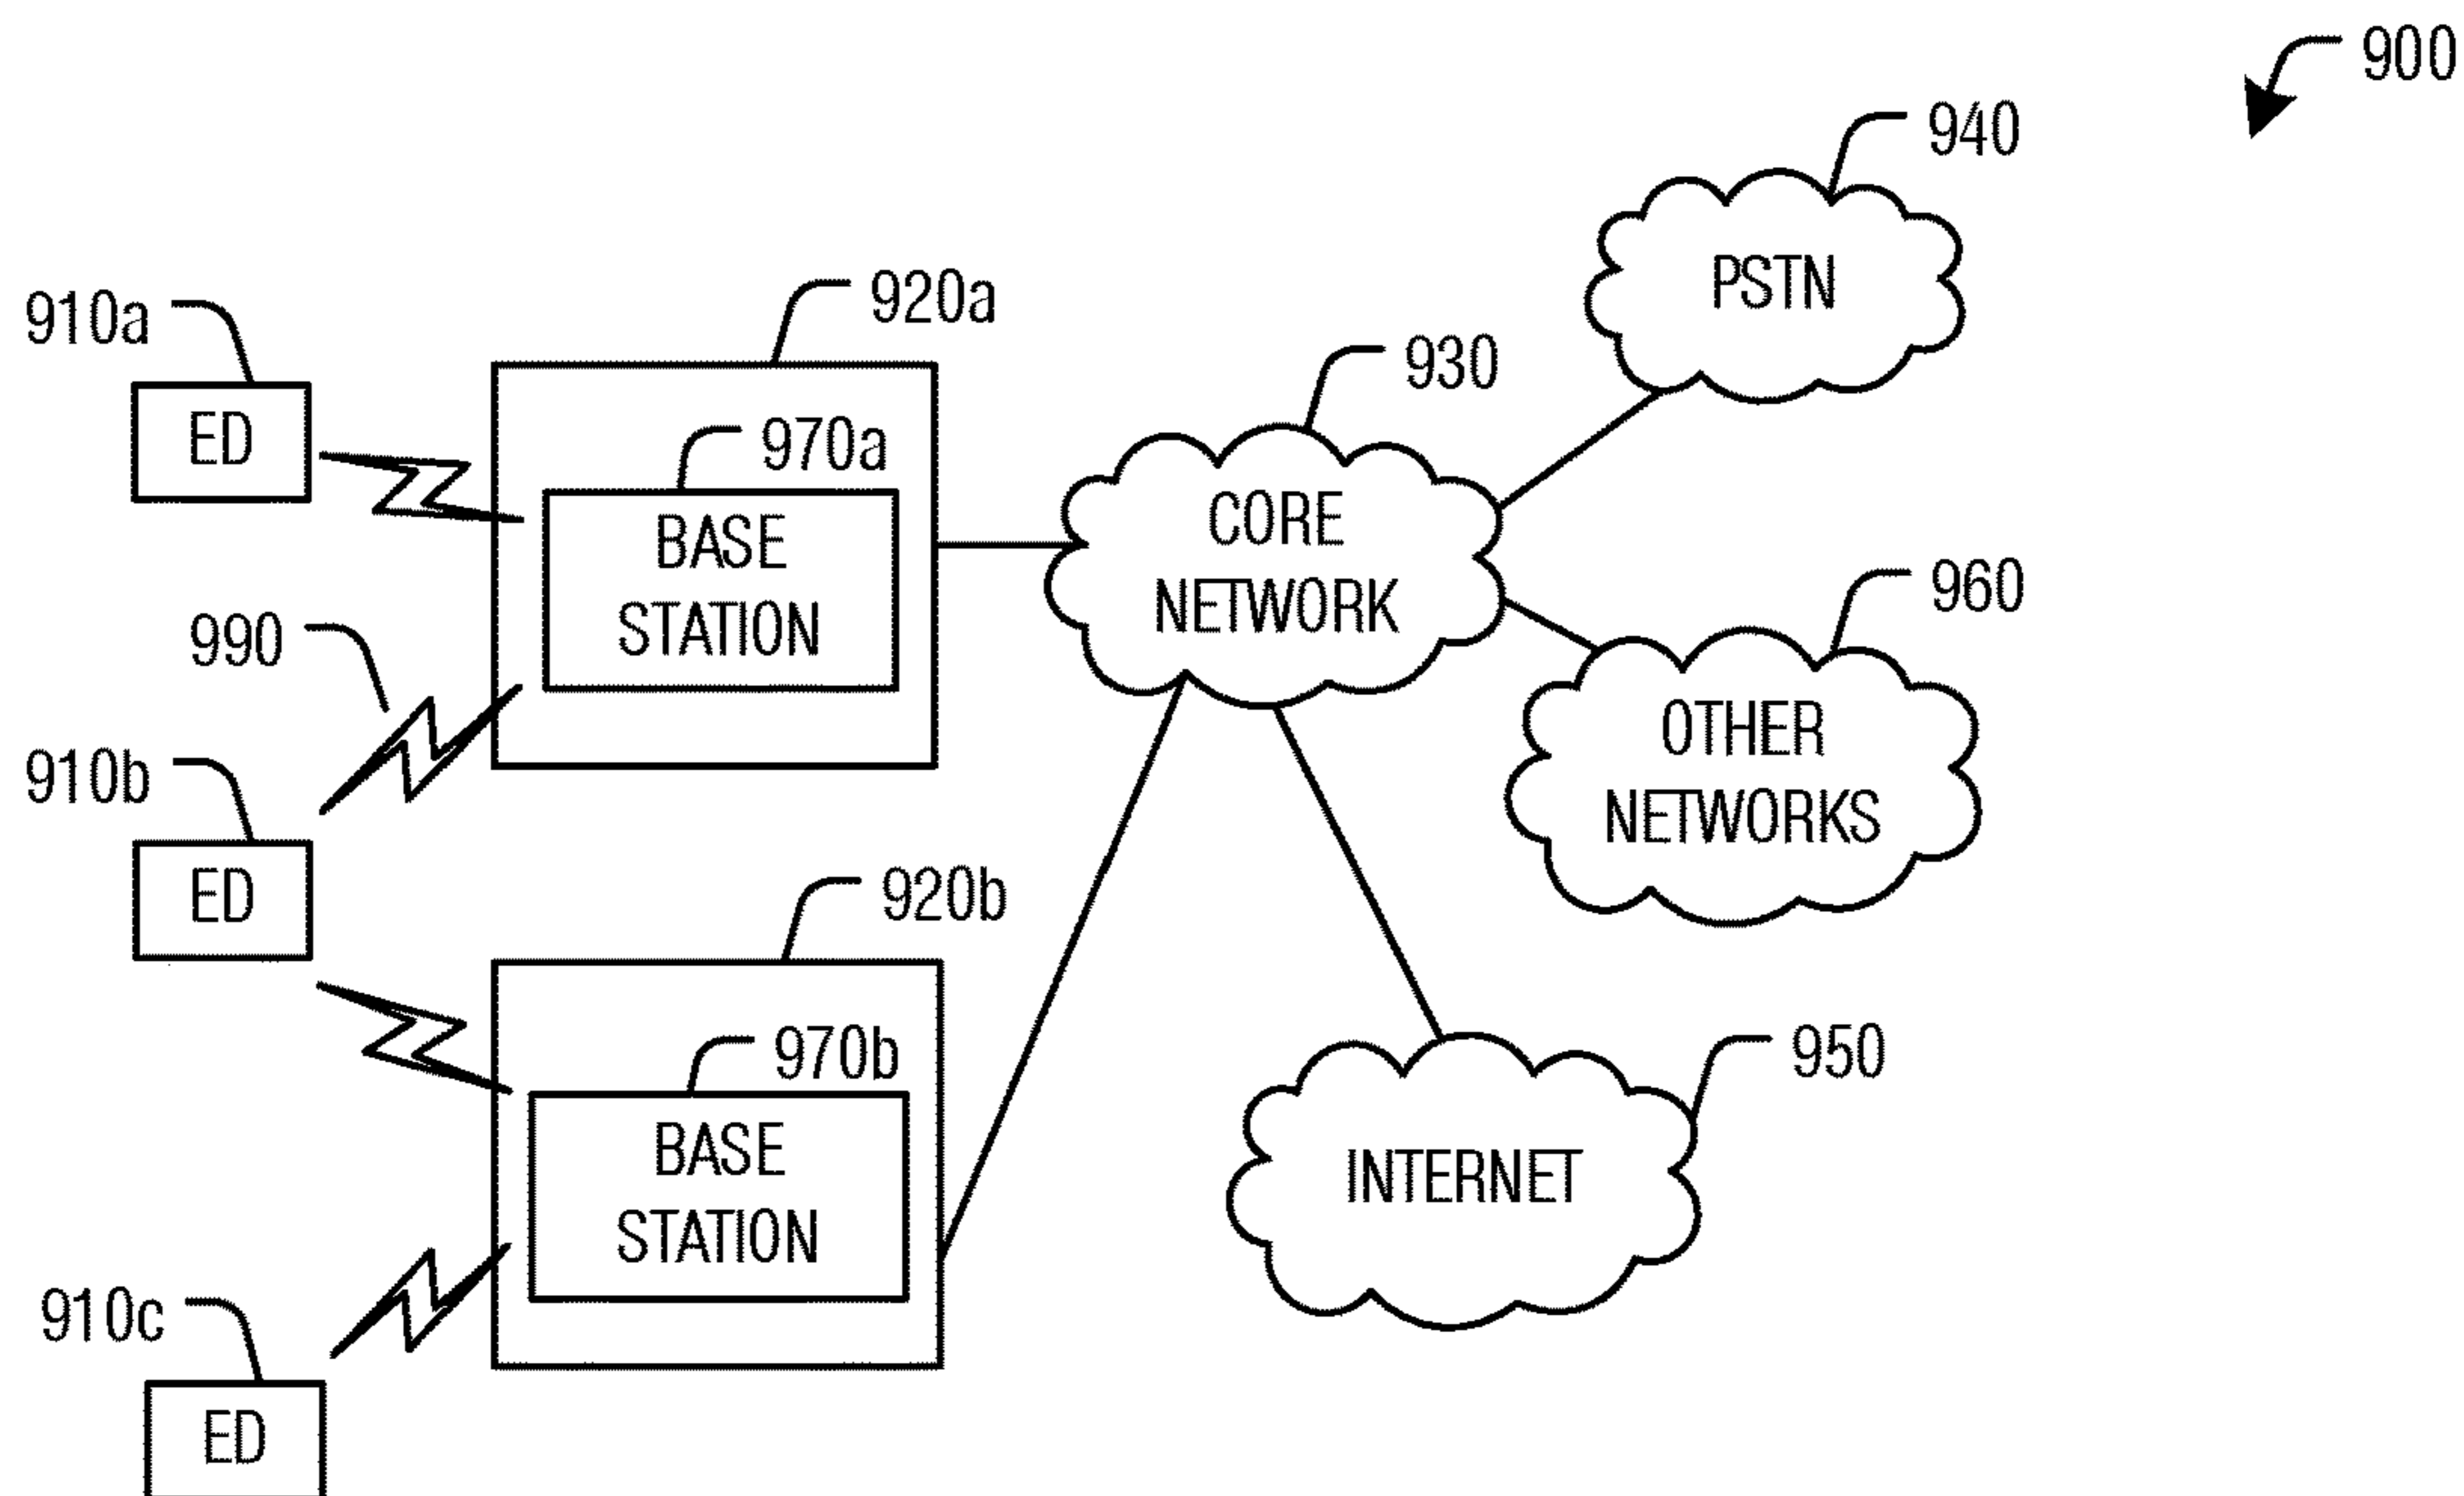 900
940
PSTN
920a
910a
930
ED
970a
CORE
NETWORK
BASE
STATION
960
990
OTHER
NETWORKS
910b
ED
920b
970b
950
BASE
STATION
INTERNET
910c
ED